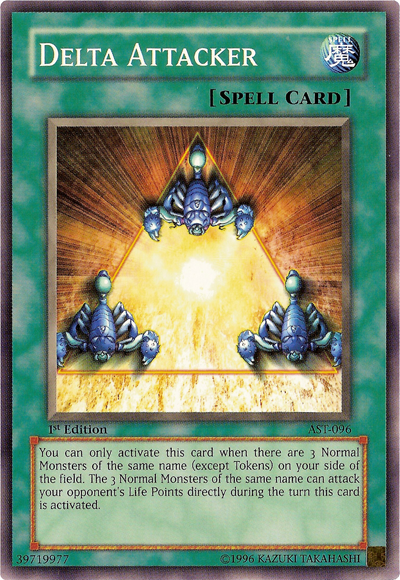 DELTA ATTACKER
SPELL
魔
[SPELL CARD]
1st Edition
AST-096
You can only activate this card when there are 3 Normal
Monsters of the same name (except Tokens) on your side
of the field. The 3 Normal Monsters of the same name can attack
your opponent's Life Points directly during the turn this card
is activated.
39719977
©1996 KAZUKI TAKAHASHI